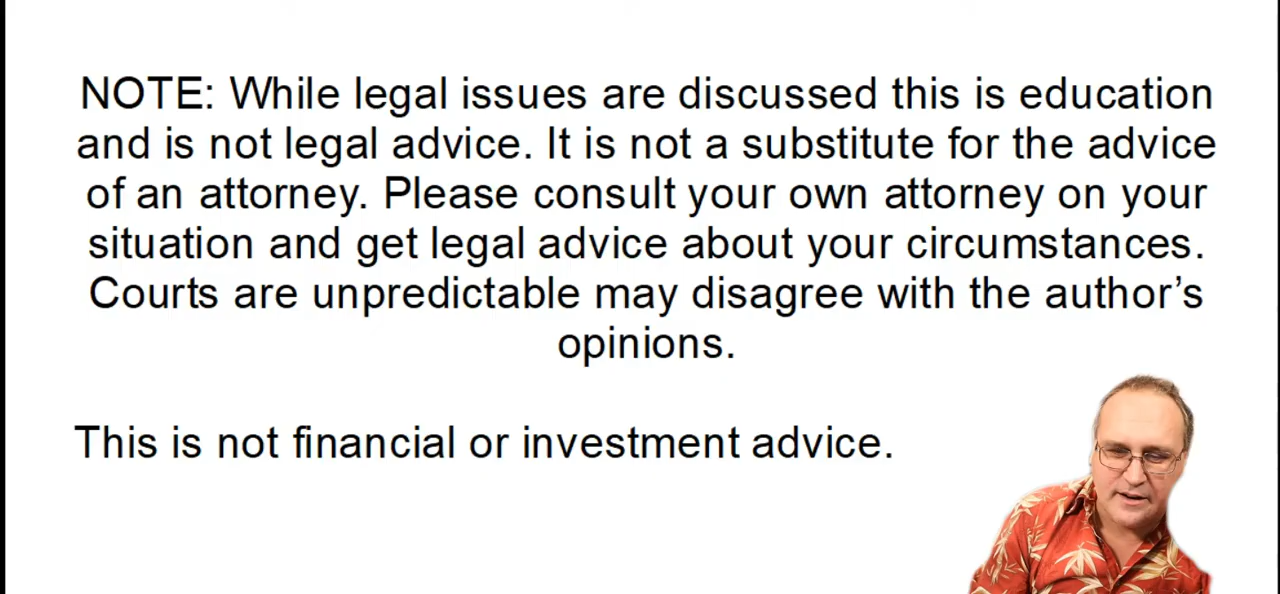 NOTE: While legal issues are discussed this is education
and is not legal advice. It is not a substitute for the advice
of an attorney. Please consult your own attorney on your
situation and get legal advice about your circumstances.
Courts are unpredictable may disagree with the author’s
opinions.
This is not financial or investment advice.